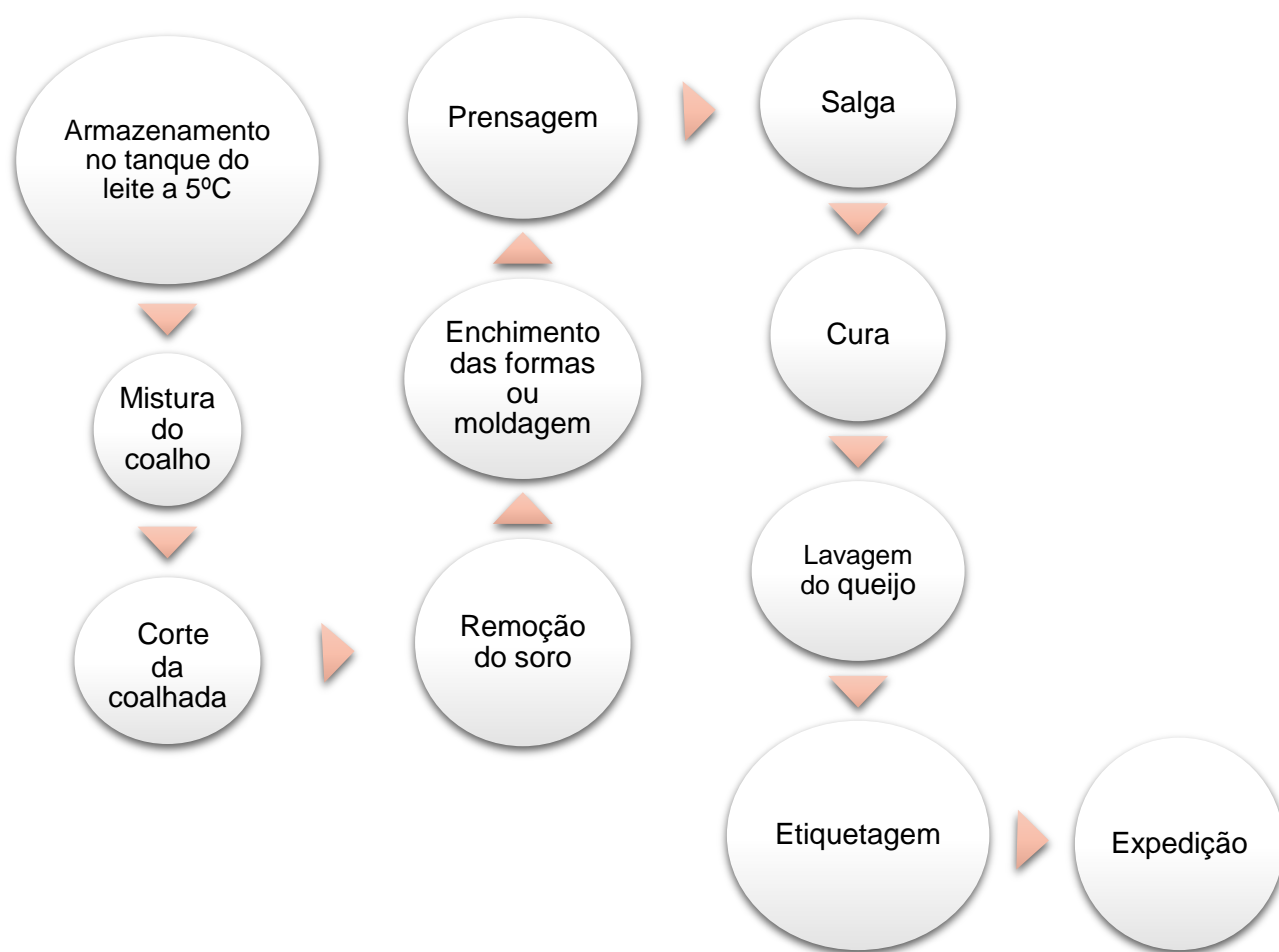 Armazenamento
no tanque do
leite a 5ºC
Mistura
do
coalho
Corte
da
coalhada
Remoção
do soro
Enchimento
das formas
ou
moldagem
Prensagem
Salga
Cura
Lavagem
do queijo
Etiquetagem
Expedição